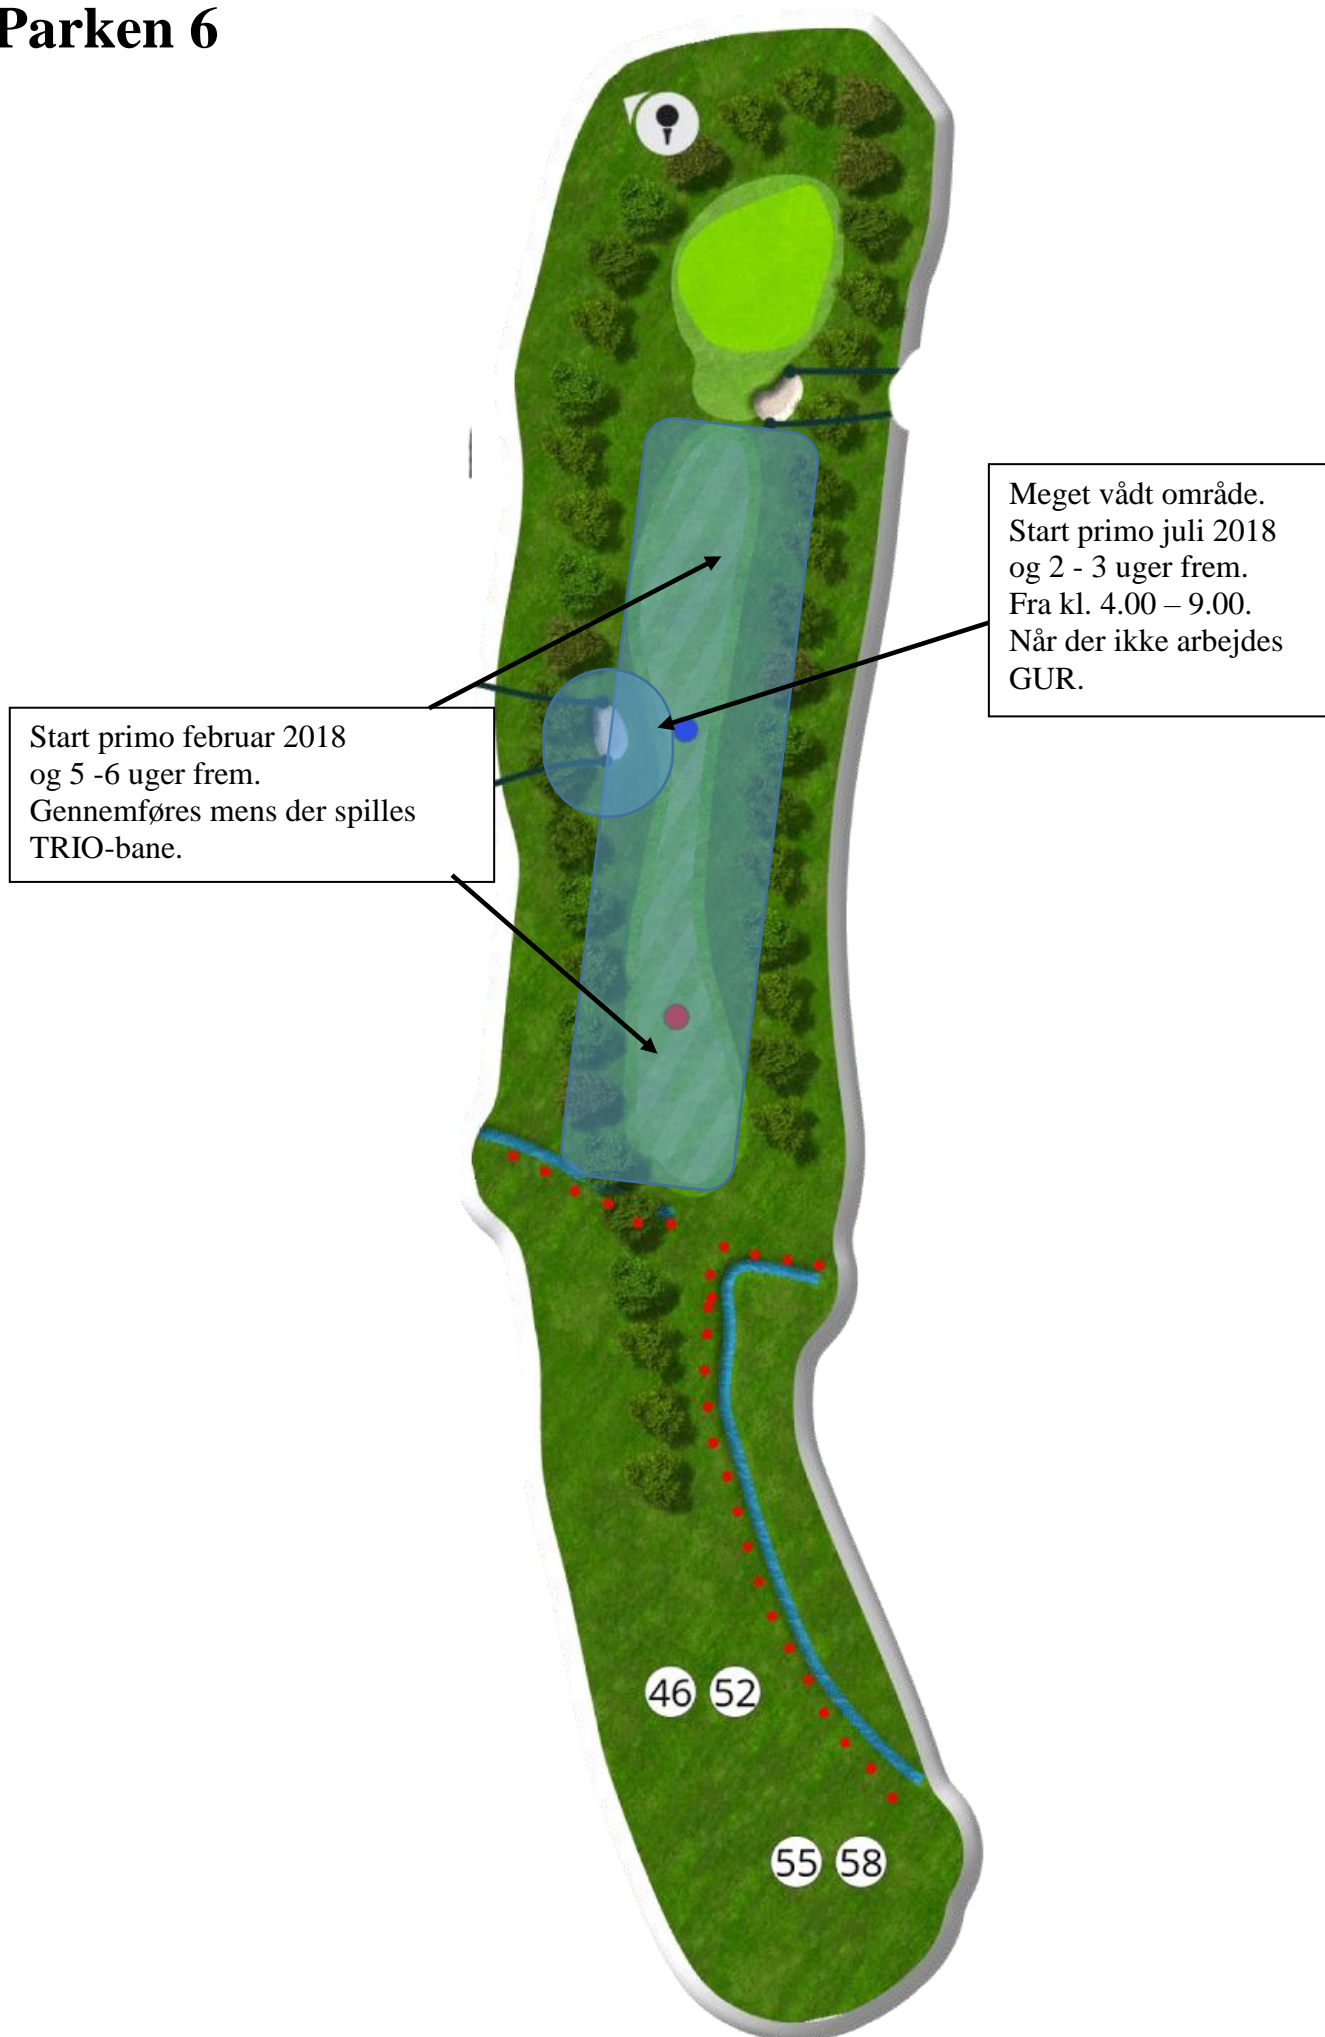 Parken 6
Meget vådt område.
Start primo juli 2018
og 2 - 3 uger frem.
Fra kl. 4.00 – 9.00.
Når der ikke arbejdes
GUR.
Start primo februar 2018
og 5 -6 uger frem.
Gennemføres mens der spilles
TRIO-bane.
46 52
55 58